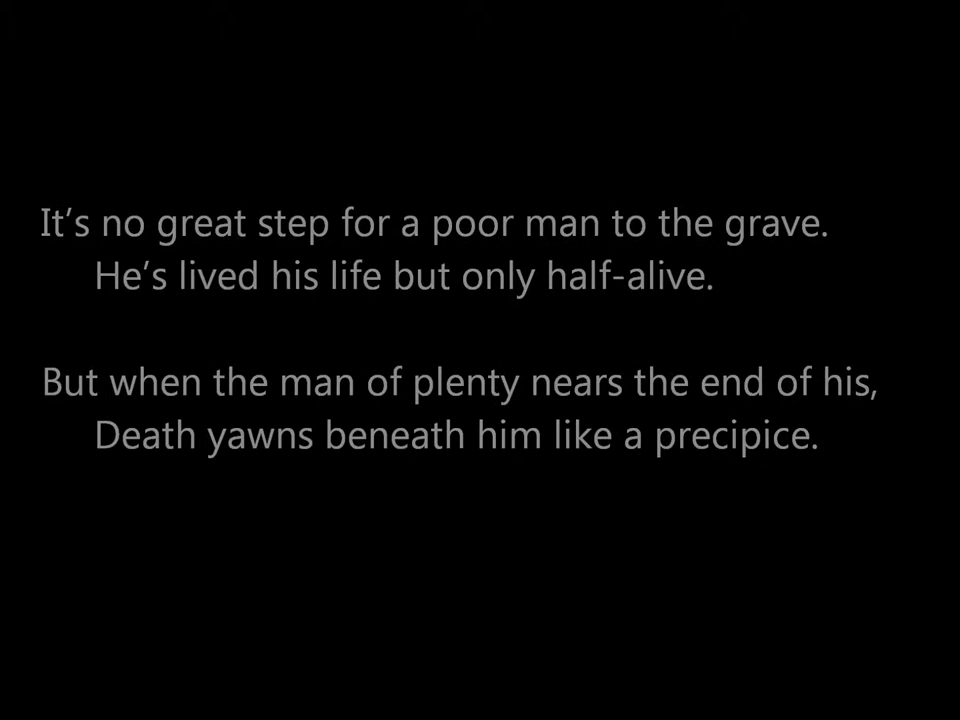 It’s no great step for a poor man to the grave.
He’s lived his life but only half-alive.
But when the man of plenty nears the end of his,
Death yawns beneath him like a precipice.